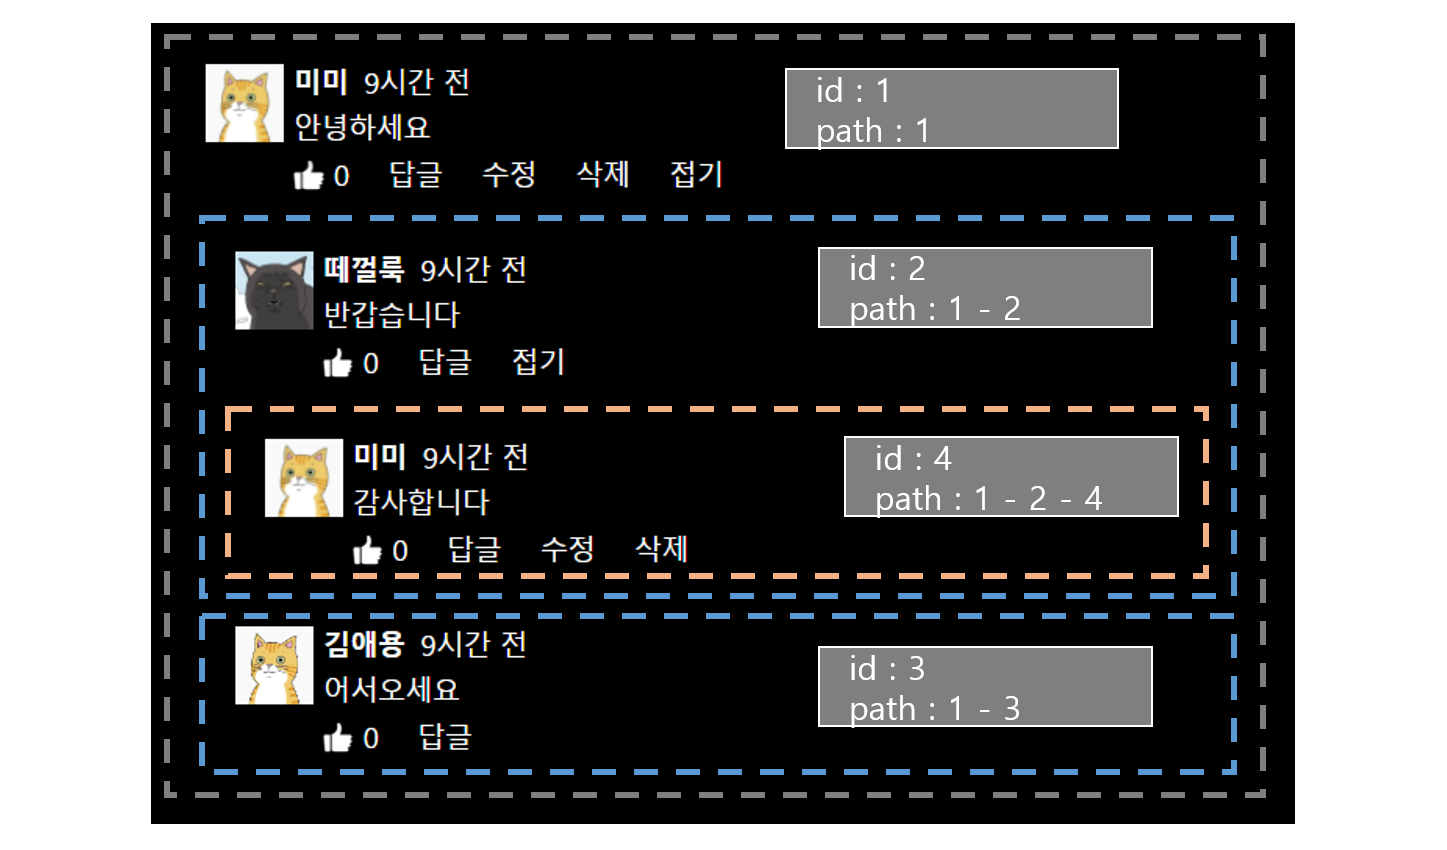 미미 9시간 전
안녕하세요
0 답글 수정 삭제 접기
id : 1
path : 1
떼껄룩 9시간 전
반갑습니다
0 답글 접기
id : 2
path : 1 - 2
미미 9시간 전
감사합니다
0 답글 수정 삭제
id : 4
path : 1 - 2 - 4
김애용 9시간 전
어서오세요
0 답글
id : 3
path : 1 - 3